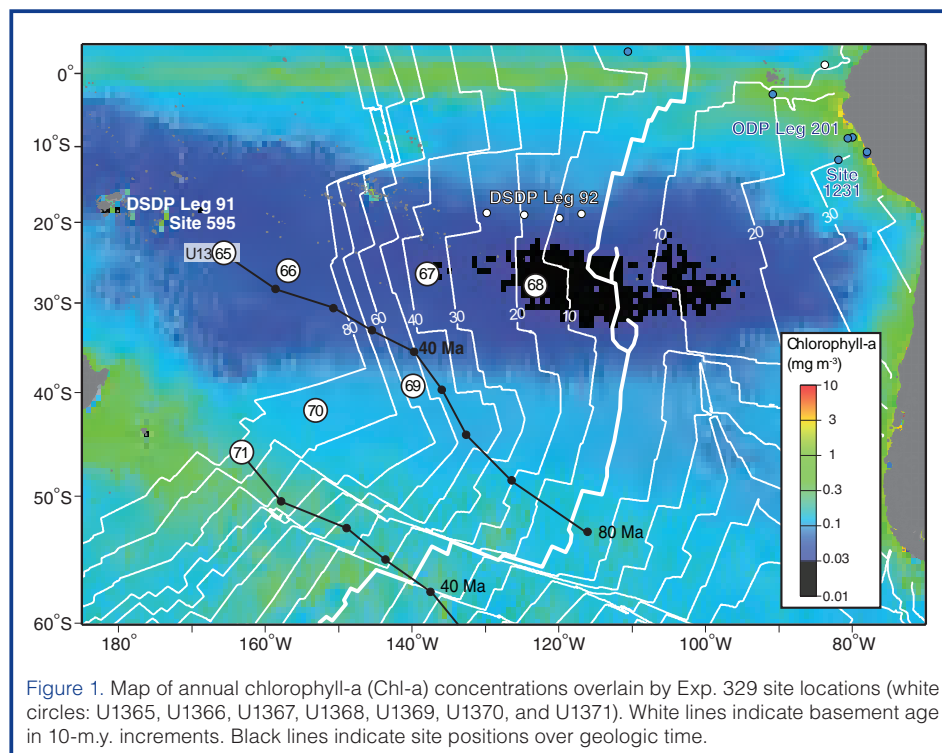 0°
10°S
20°S
30°S
40°S
50°S
60°S
180°
160°W
140°W
120°W
100°W
80°W
ODP Leg 201
Site
1231
DSDP Leg 91
Site 595
DSDP Leg 92
U13 65
66
67
68
69
70
71
80
60
40
30
20
10
10
20
30
40 Ma
80 Ma
40 Ma
Chlorophyll-a
(mg m-3)
10
3
1
0.3
0.1
0.03
0.01
Figure 1. Map of annual chlorophyll-a (Chl-a) concentrations overlain by Exp. 329 site locations (white
circles: U1365, U1366, U1367, U1368, U1369, U1370, and U1371). White lines indicate basement age
in 10-m.y. increments. Black lines indicate site positions over geologic time.